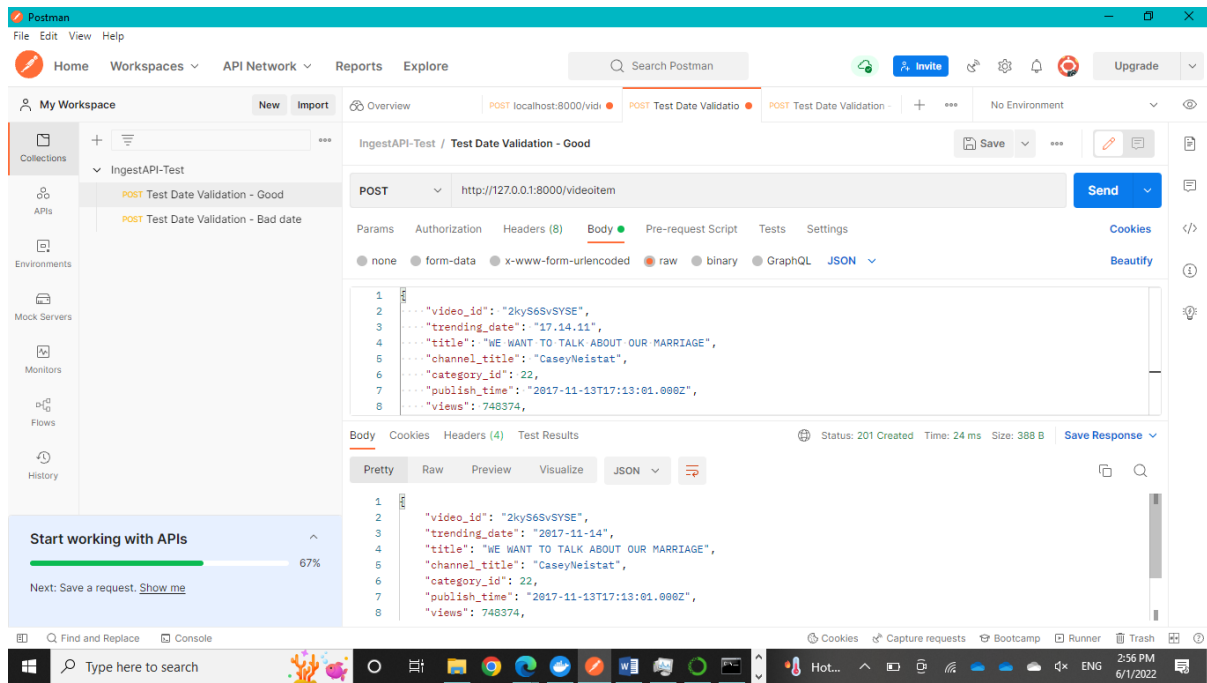 Postman
File Edit View Help
Home Workspaces API Network Reports Explore Search Postman Invite Upgrade
My Workspace New Import Overview POST localhost:8000/vid POST Test Date Validatio POST Test Date Validation - No Environment
Collections
APIs
Environments
Mock Servers
Monitors
Flows
History
IngestAPI-Test
POST Test Date Validation - Good
POST Test Date Validation - Bad date
Start working with APIs
67%
Next: Save a request. Show me
IngestAPI-Test / Test Date Validation - Good Save
POST http://127.0.0.1:8000/videoitem Send
Params Authorization Headers (8) Body Pre-request Script Tests Settings Cookies
none form-data x-www-form-urlencoded raw binary GraphQL JSON Beautify
1 {
2 "video_id": "2kyS6SvSYSE",
3 "trending_date": "17.14.11",
4 "title": "WE WANT TO TALK ABOUT OUR MARRIAGE",
5 "channel_title": "CaseyNeistat",
6 "category_id": 22,
7 "publish_time": "2017-11-13T17:13:01.000Z",
8 "views": 748374,
Body Cookies Headers (4) Test Results Status: 201 Created Time: 24 ms Size: 388 B Save Response
Pretty Raw Preview Visualize JSON
1 {
2 "video_id": "2kyS6SvSYSE",
3 "trending_date": "2017-11-14",
4 "title": "WE WANT TO TALK ABOUT OUR MARRIAGE",
5 "channel_title": "CaseyNeistat",
6 "category_id": 22,
7 "publish_time": "2017-11-13T17:13:01.000Z",
8 "views": 748374,
Find and Replace Console Cookies Capture requests Bootcamp Runner Trash
Type here to search Hot... ENG 2:56 PM
6/1/2022